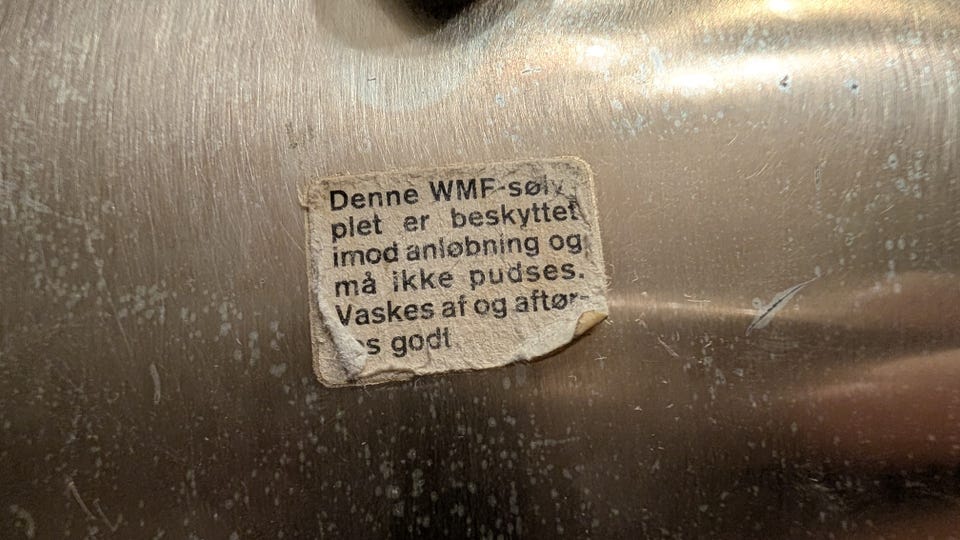 Denne WMF-sølv
plet er beskyttet
imod anløbning og
må ikke pudses.
Vaskes af og aftør-
es godt